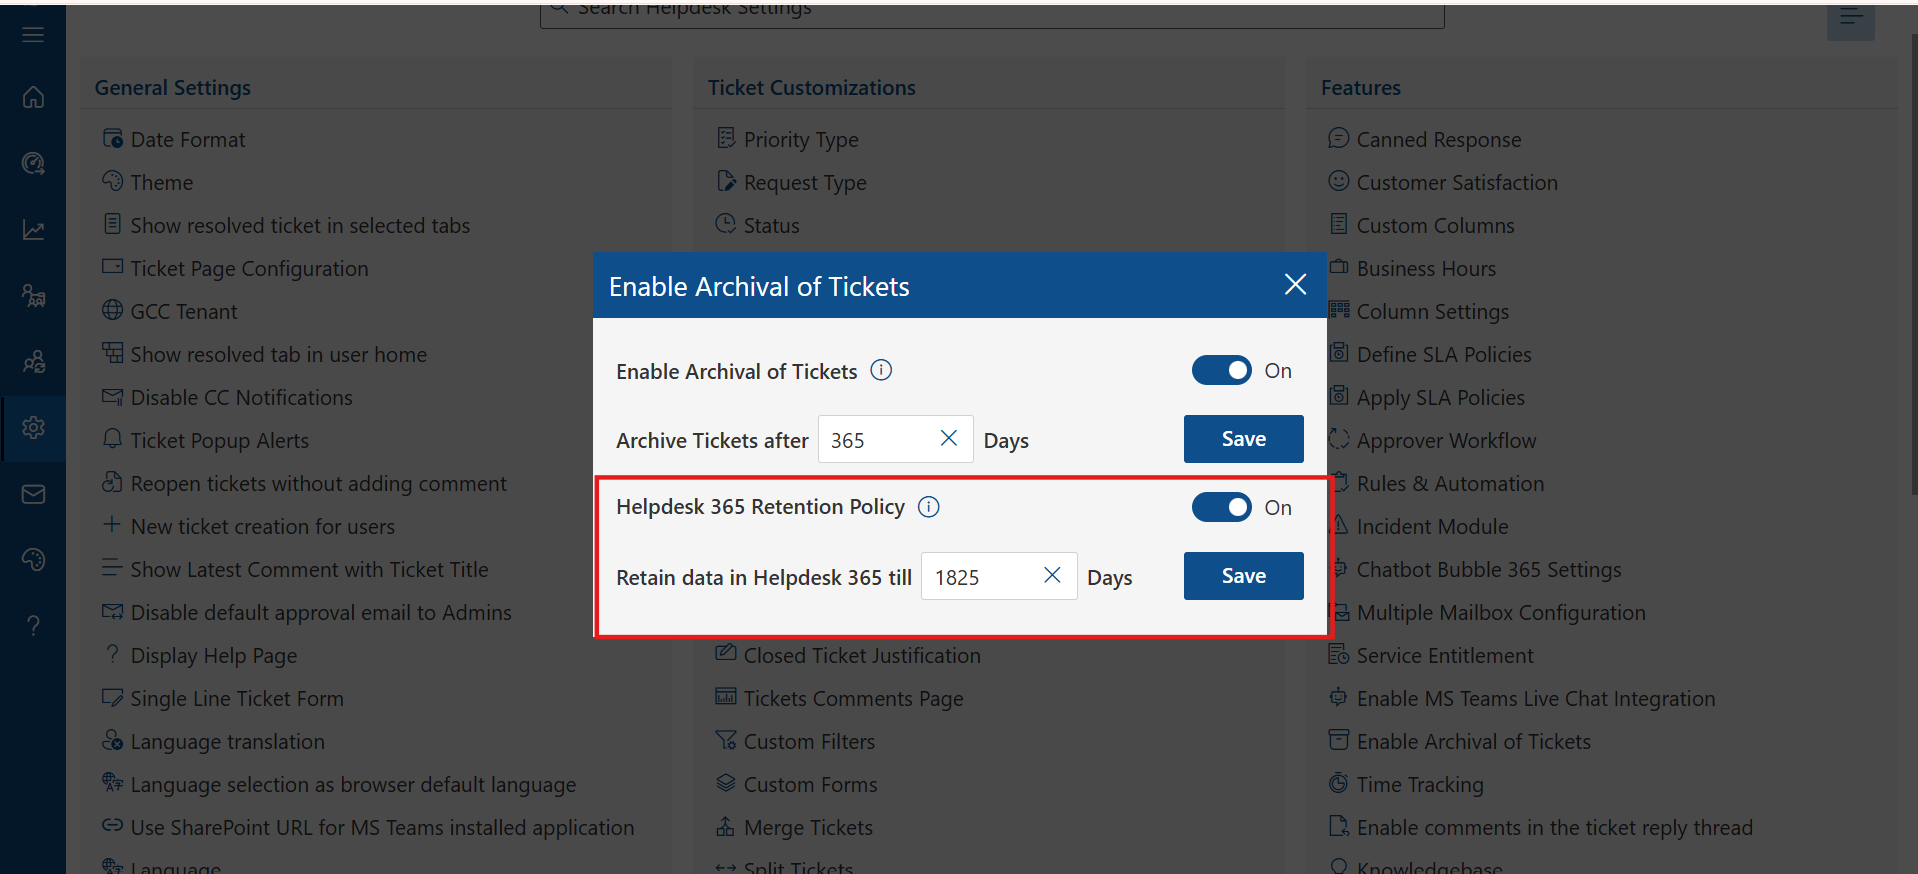 Search Helpdesk Settings
General Settings
Date Format
Theme
Show resolved ticket in selected tabs
Ticket Page Configuration
GCC Tenant
Show resolved tab in user home
Disable CC Notifications
Ticket Popup Alerts
Reopen tickets without adding comment
New ticket creation for users
Show Latest Comment with Ticket Title
Disable default approval email to Admins
Display Help Page
Single Line Ticket Form
Language translation
Language selection as browser default language
Use SharePoint URL for MS Teams installed application
Language
Ticket Customizations
Priority Type
Request Type
Status
Enable Archival of Tickets
Enable Archival of Tickets On
Archive Tickets after 365 Days Save
Helpdesk 365 Retention Policy On
Retain data in Helpdesk 365 till 1825 Days Save
Closed Ticket Justification
Tickets Comments Page
Custom Filters
Custom Forms
Merge Tickets
Split Tickets
Features
Canned Response
Customer Satisfaction
Custom Columns
Business Hours
Column Settings
Define SLA Policies
Apply SLA Policies
Approver Workflow
Rules & Automation
Incident Module
Chatbot Bubble 365 Settings
Multiple Mailbox Configuration
Service Entitlement
Enable MS Teams Live Chat Integration
Enable Archival of Tickets
Time Tracking
Enable comments in the ticket reply thread
Knowledgebase